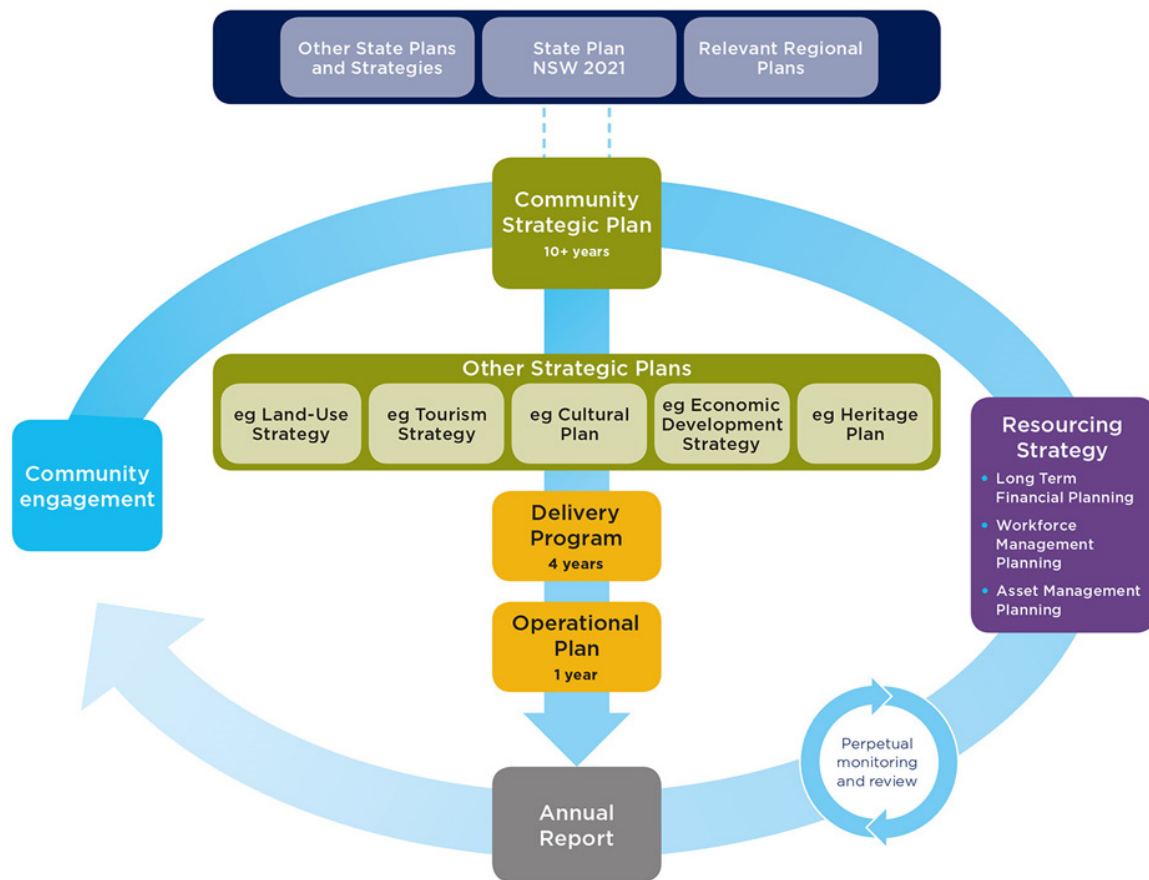 Other State Plans
and Strategies
State Plan
NSW 2021
Relevant Regional
Plans
Community
Strategic Plan
10+ years
Other Strategic Plans
eg Land-Use
Strategy
eg Tourism
Strategy
eg Cultural
Plan
eg Economic
Development
Strategy
eg Heritage
Plan
Community
engagement
Resourcing
Strategy
• Long Term
Financial Planning
• Workforce
Management
Planning
• Asset Management
Planning
Delivery
Program
4 years
Operational
Plan
1 year
Perpetual
monitoring
and review
Annual
Report